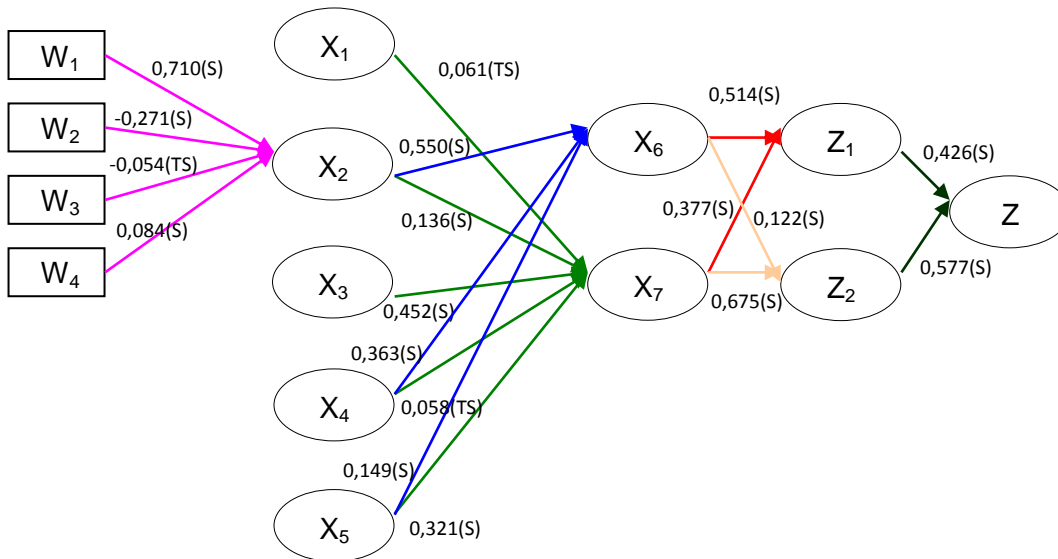 W1
W2
W3
W4
0,710(S)
-0,271(S)
-0,054(TS)
0,084(S)
X1
X2
X3
X4
X5
0,061(TS)
0,550(S)
0,136(S)
0,452(S)
0,363(S)
0,058(TS)
0,149(S)
0,321(S)
X6
X7
0,514(S)
0,377(S)
0,122(S)
0,675(S)
Z1
Z2
0,426(S)
0,577(S)
Z